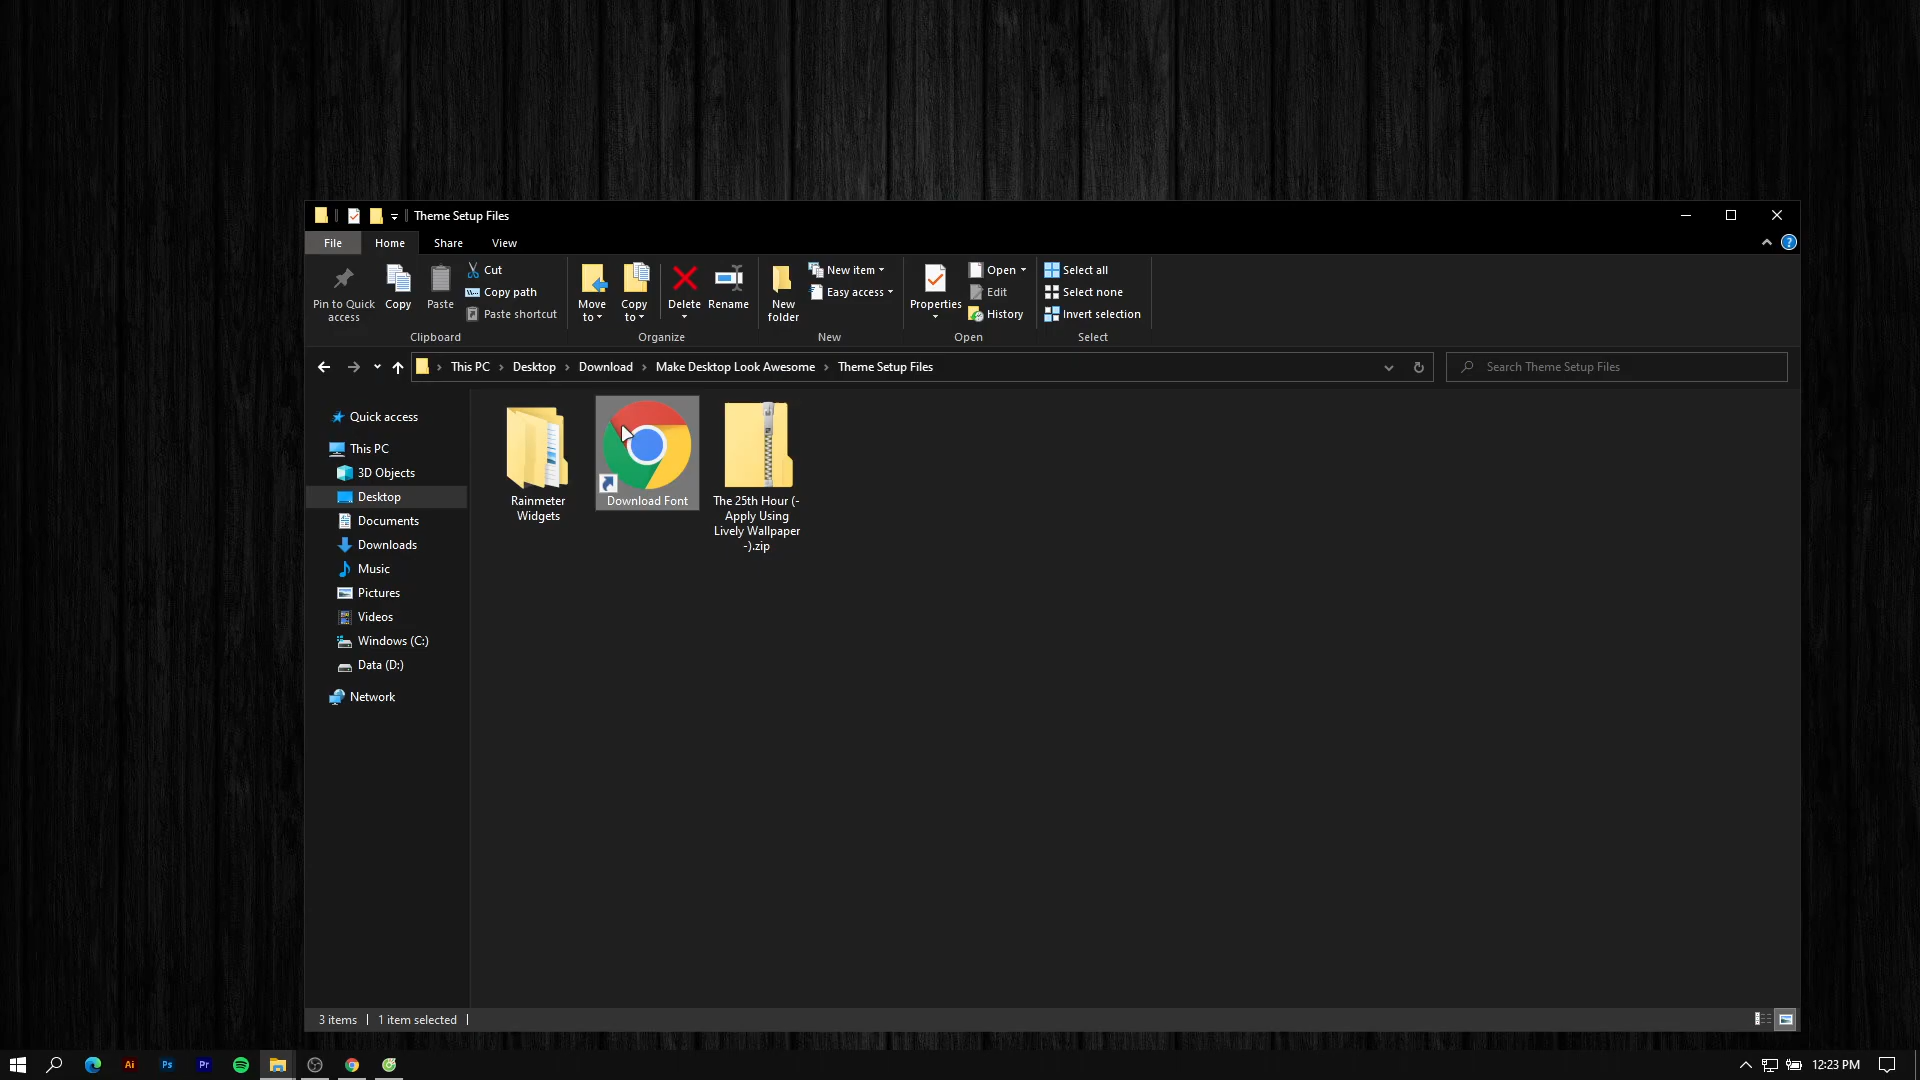 Theme Setup Files
File Home Share View
Pin to Quick access
Copy
Paste
Cut
Copy path
Paste shortcut
Clipboard
Move to
Copy to
Delete
Rename
Organize
New folder
New item
Easy access
New
Properties
Open
Edit
History
Open
Select all
Select none
Invert selection
Select
This PC Desktop Download Make Desktop Look Awesome Theme Setup Files
Search Theme Setup Files
Quick access
This PC
3D Objects
Desktop
Documents
Downloads
Music
Pictures
Videos
Windows (C:)
Data (D:)
Network
Rainmeter
Widgets
Download Font
The 25th Hour (-
Apply Using
Lively Wallpaper
-).zip
3 items 1 item selected
Ai Ps Pr
12:23 PM